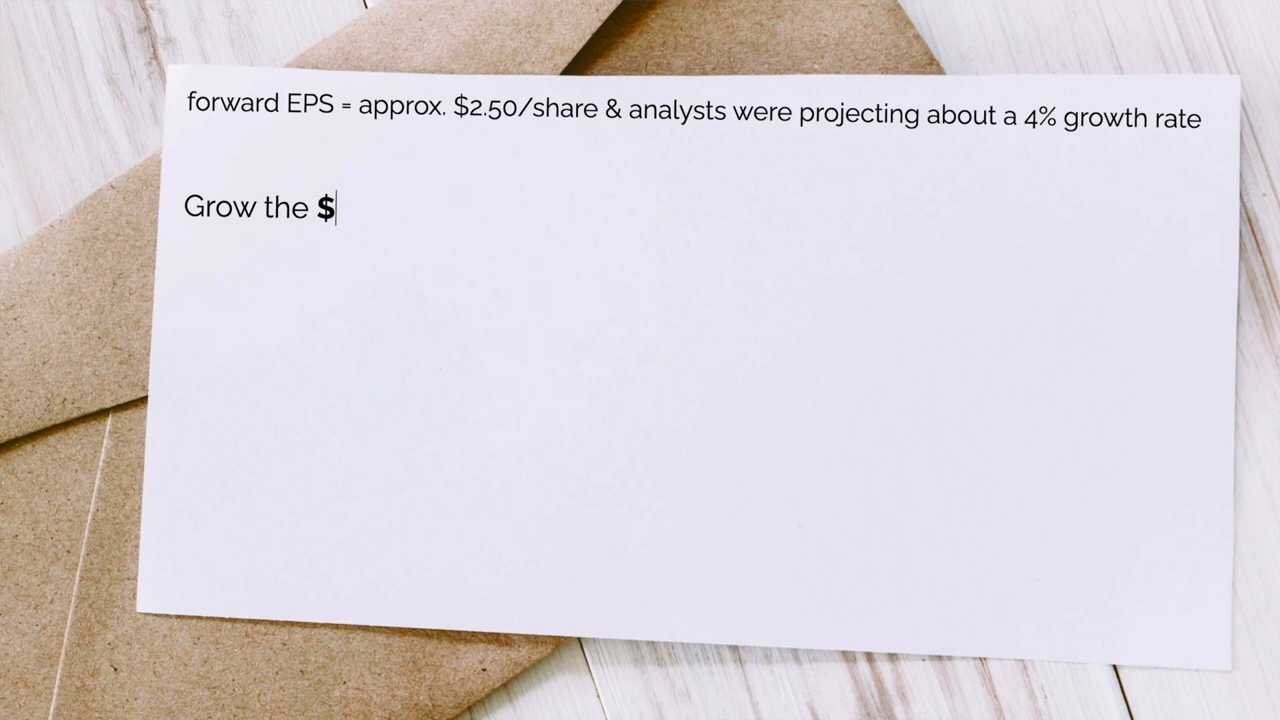 forward EPS = approx. $2.50/share & analysts were projecting about a 4% growth rate
Grow the $